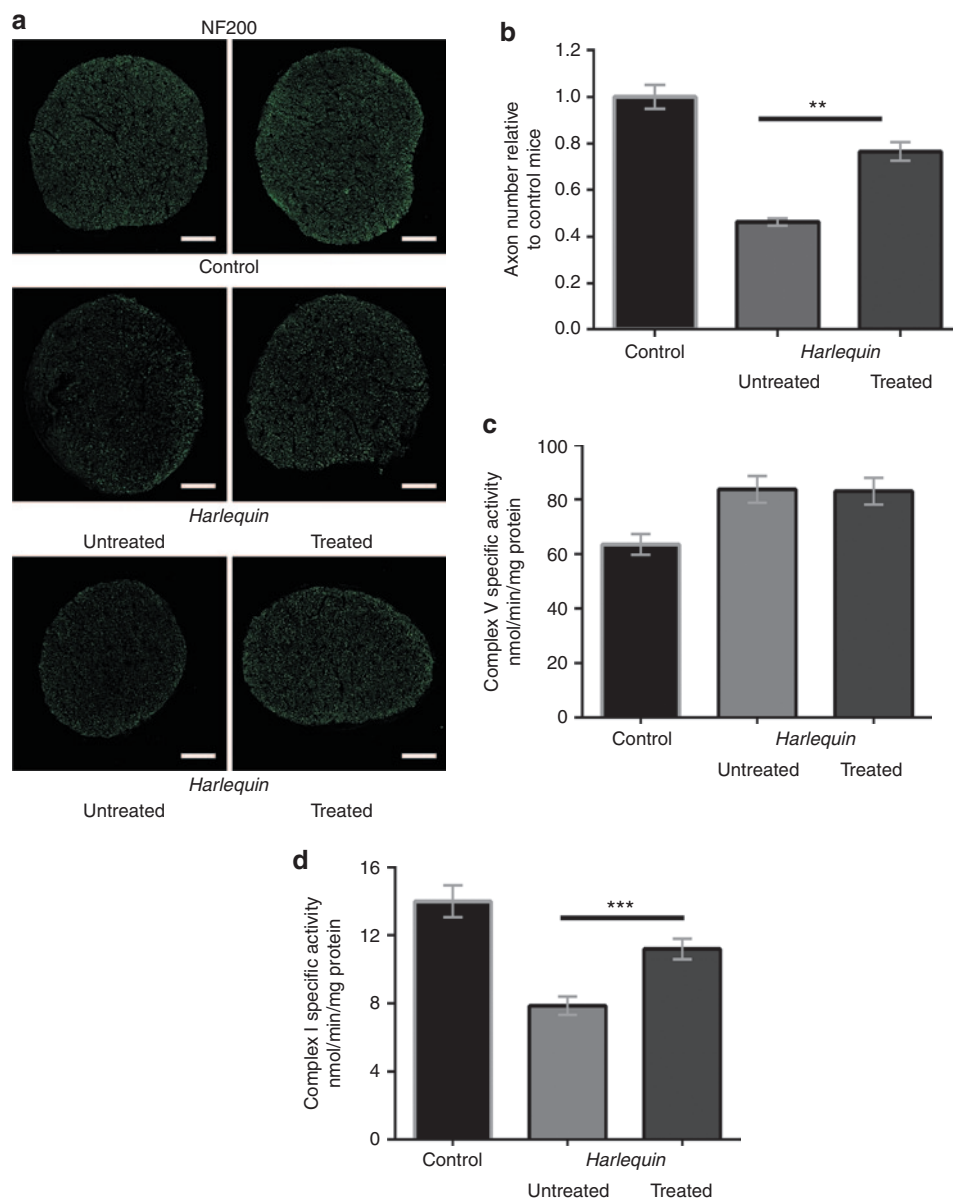 a
NF200
Control
Harlequin
Untreated Treated
Harlequin
Untreated Treated
b
Axon number relative
to control mice
1.2
1.0
0.8
0.6
0.4
0.2
0.0
**
Control Harlequin
Untreated Treated
c
Complex V specific activity
nmol/min/mg protein
100
80
60
40
20
0
Control Harlequin
Untreated Treated
d
Complex I specific activity
nmol/min/mg protein
16
12
8
4
0
***
Control Harlequin
Untreated Treated